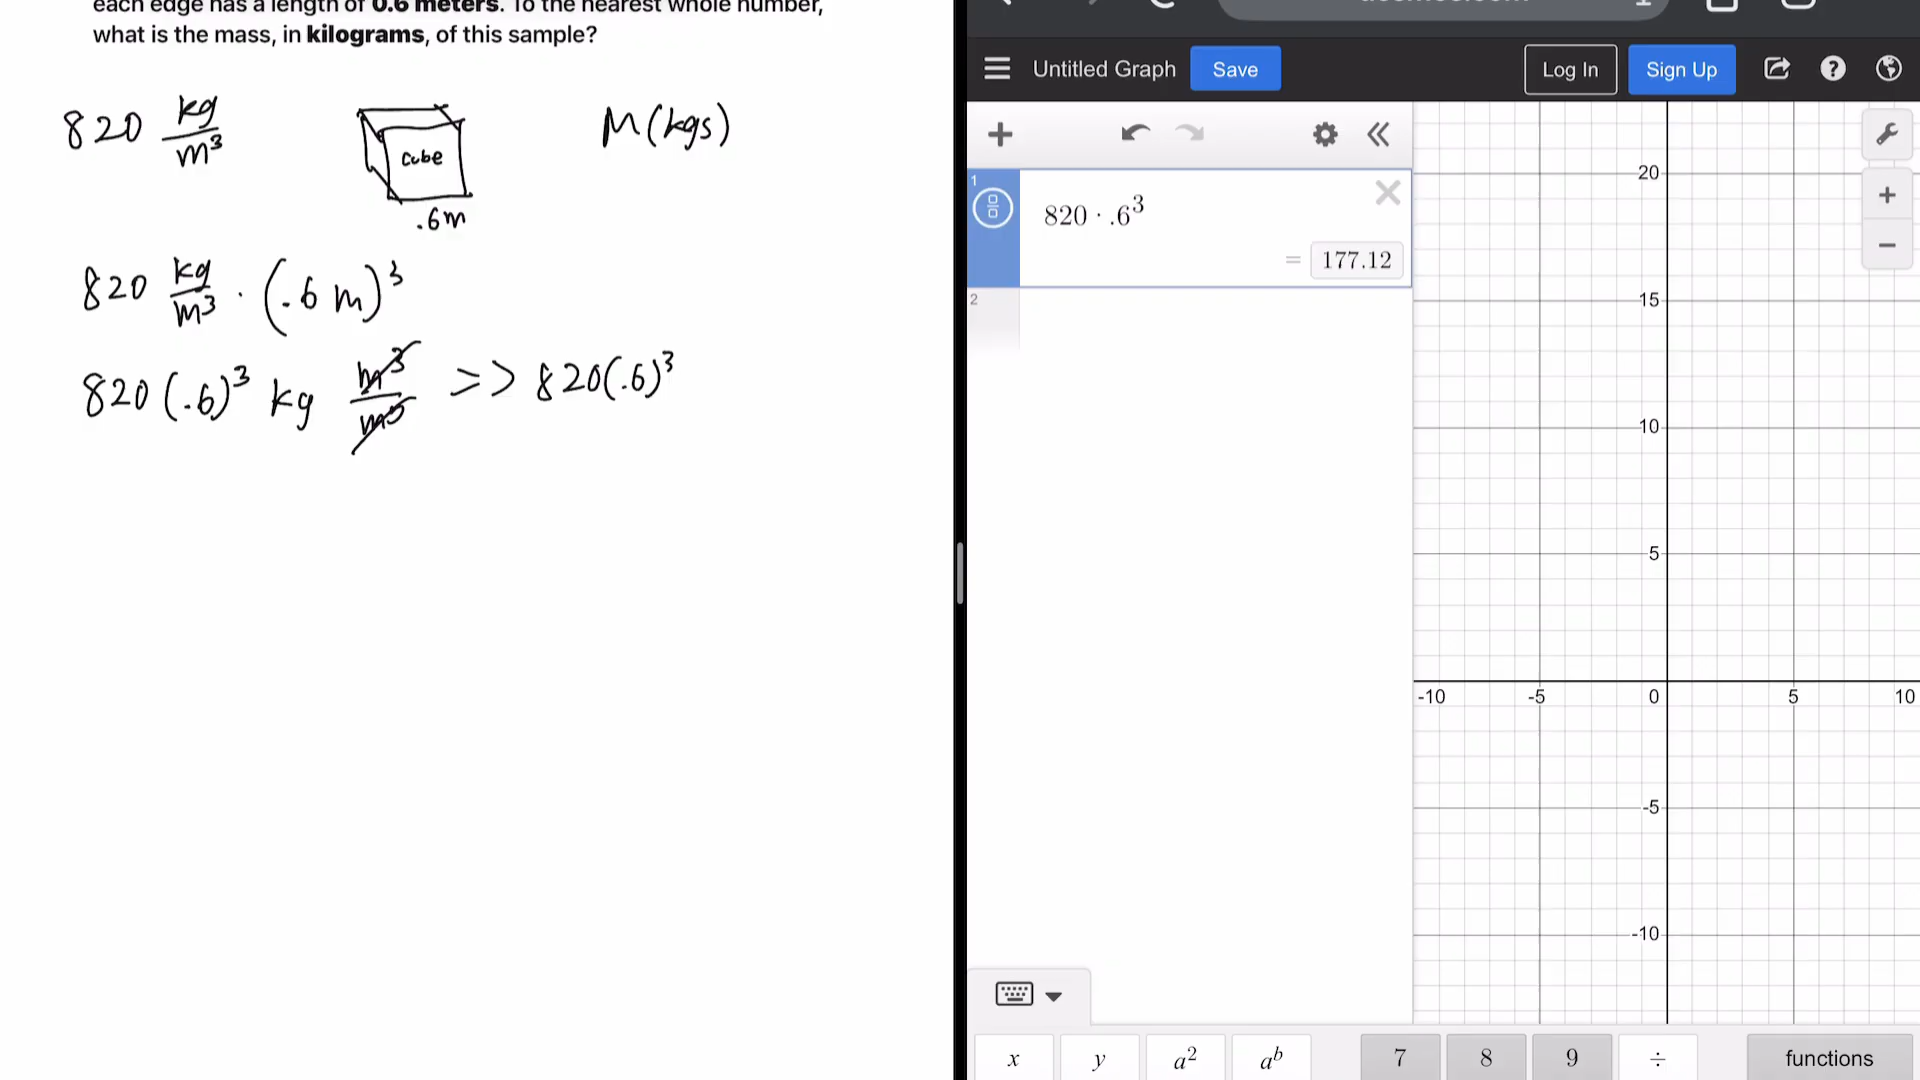 each edge has a length of 0.6 meters. To the nearest whole number,
what is the mass, in kilograms, of this sample?
820 kg/m³
cube
.6m
M(kgs)
820 kg/m³ · (.6 m)³
820 (.6)³ kg m³/m³ => 820(.6)³
Untitled Graph
Save
Log In
Sign Up
1
820 · .6³
= 177.12
2
20
15
10
5
-10
-5
0
5
10
-5
-10
x
y
a²
aᵇ
7
8
9
÷
functions